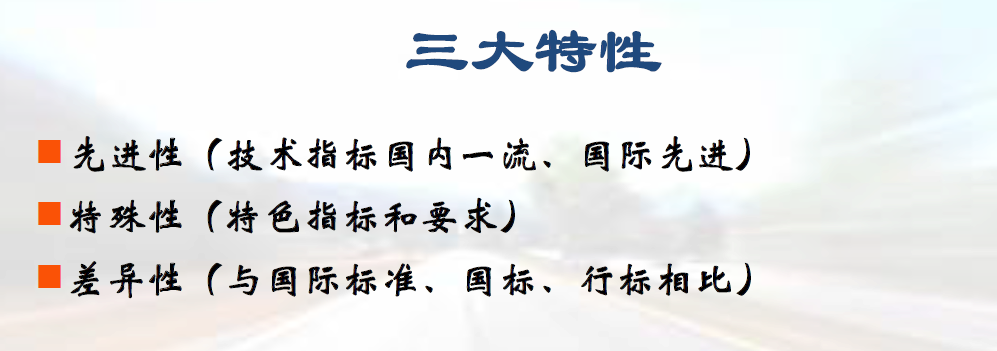 三大特性
先进性（技术指标国内一流、国际先进）
特殊性（特色指标和要求）
差异性（与国际标准、国标、行标相比）